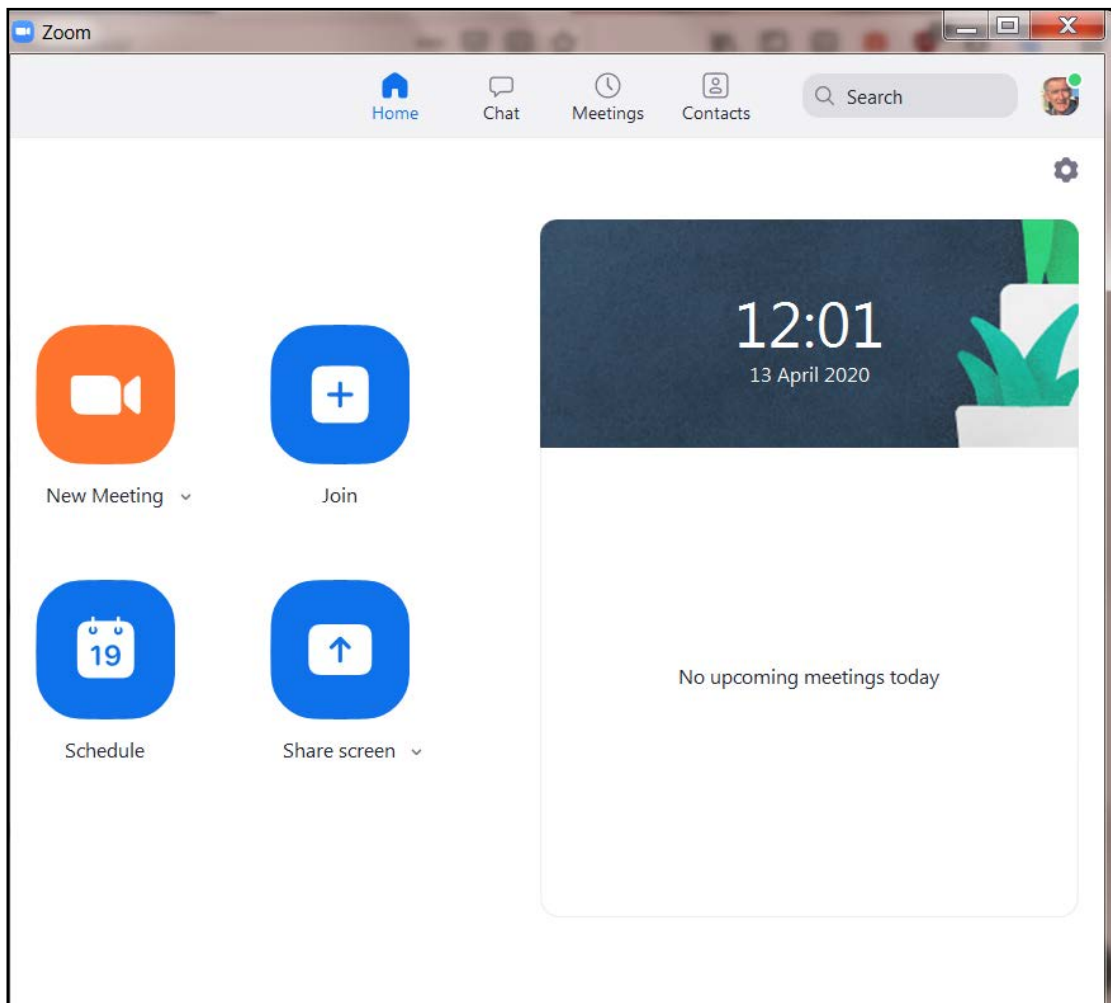 Zoom
Home
Chat
Meetings
Contacts
Search
12:01
13 April 2020
New Meeting
Join
19
Schedule
Share screen
No upcoming meetings today